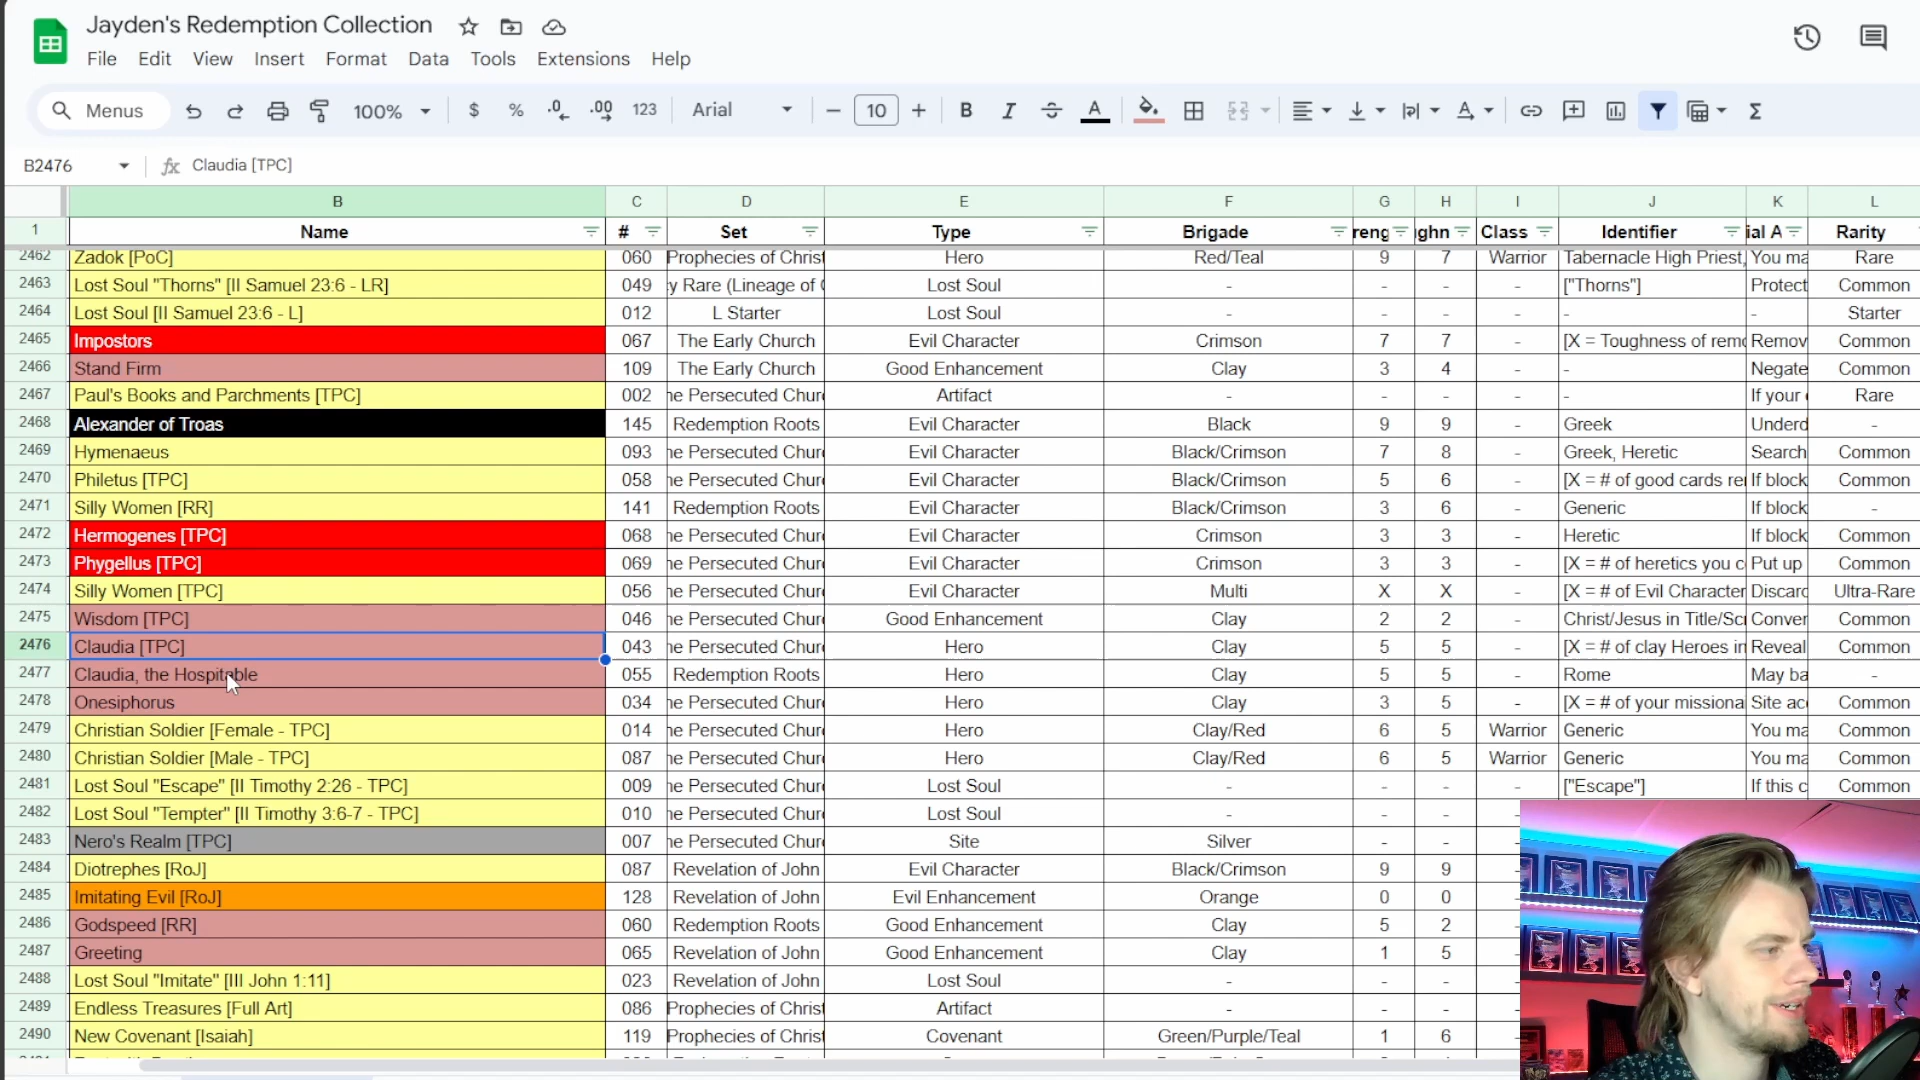 Jayden's Redemption Collection
File Edit View Insert Format Data Tools Extensions Help
Menus 100% $ % .0 .00 123 Arial 10 B I A
B2476 fx Claudia [TPC]
B C D E F G H I J K L
1 Name # Set Type Brigade reng ighn Class Identifier ial A Rarity
2462 Zadok [PoC] 060 Prophecies of Christ Hero Red/Teal 9 7 Warrior Tabernacle High Priest, You ma Rare
2463 Lost Soul "Thorns" [II Samuel 23:6 - LR] 049 y Rare (Lineage of Lost Soul - - - - ["Thorns"] Protect Common
2464 Lost Soul [II Samuel 23:6 - L] 012 L Starter Lost Soul - - - - - - Starter
2465 Impostors 067 The Early Church Evil Character Crimson 7 7 - [X = Toughness of remo Remov Common
2466 Stand Firm 109 The Early Church Good Enhancement Clay 3 4 - - Negate Common
2467 Paul's Books and Parchments [TPC] 002 he Persecuted Chur Artifact - - - - - If your Rare
2468 Alexander of Troas 145 Redemption Roots Evil Character Black 9 9 - Greek Underd -
2469 Hymenaeus 093 he Persecuted Chur Evil Character Black/Crimson 7 8 - Greek, Heretic Search Common
2470 Philetus [TPC] 058 he Persecuted Chur Evil Character Black/Crimson 5 6 - [X = # of good cards re If block Common
2471 Silly Women [RR] 141 Redemption Roots Evil Character Black/Crimson 3 6 - Generic If block -
2472 Hermogenes [TPC] 068 he Persecuted Chur Evil Character Crimson 3 3 - Heretic If block Common
2473 Phygellus [TPC] 069 he Persecuted Chur Evil Character Crimson 3 3 - [X = # of heretics you c Put up Common
2474 Silly Women [TPC] 056 he Persecuted Chur Evil Character Multi X X - [X = # of Evil Character Discard Ultra-Rare
2475 Wisdom [TPC] 046 he Persecuted Chur Good Enhancement Clay 2 2 - Christ/Jesus in Title/Scr Conver Common
2476 Claudia [TPC] 043 he Persecuted Chur Hero Clay 5 5 - [X = # of clay Heroes in Reveal Common
2477 Claudia, the Hospitable 055 Redemption Roots Hero Clay 5 5 - Rome May ba -
2478 Onesiphorus 034 he Persecuted Chur Hero Clay 3 5 - [X = # of your missiona Site acc Common
2479 Christian Soldier [Female - TPC] 014 he Persecuted Chur Hero Clay/Red 6 5 Warrior Generic You ma Common
2480 Christian Soldier [Male - TPC] 087 he Persecuted Chur Hero Clay/Red 6 5 Warrior Generic You ma Common
2481 Lost Soul "Escape" [II Timothy 2:26 - TPC] 009 he Persecuted Chur Lost Soul - - - - ["Escape"] If this c Common
2482 Lost Soul "Tempter" [II Timothy 3:6-7 - TPC] 010 he Persecuted Chur Lost Soul - - -
2483 Nero's Realm [TPC] 007 he Persecuted Chur Site Silver - -
2484 Diotrephes [RoJ] 087 Revelation of John Evil Character Black/Crimson 9 9
2485 Imitating Evil [RoJ] 128 Revelation of John Evil Enhancement Orange 0 0
2486 Godspeed [RR] 060 Redemption Roots Good Enhancement Clay 5 2
2487 Greeting 065 Revelation of John Good Enhancement Clay 1 5
2488 Lost Soul "Imitate" [III John 1:11] 023 Revelation of John Lost Soul - - -
2489 Endless Treasures [Full Art] 086 Prophecies of Christ Artifact - - -
2490 New Covenant [Isaiah] 119 Prophecies of Christ Covenant Green/Purple/Teal 1 6